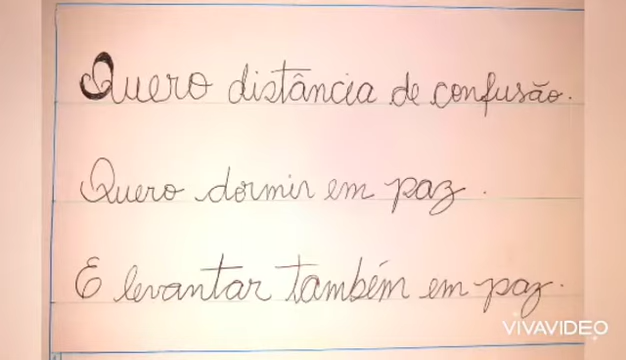 Quero distância de confusão.
Quero dormir em paz.
E levantar também em paz.
VIVAVIDEO